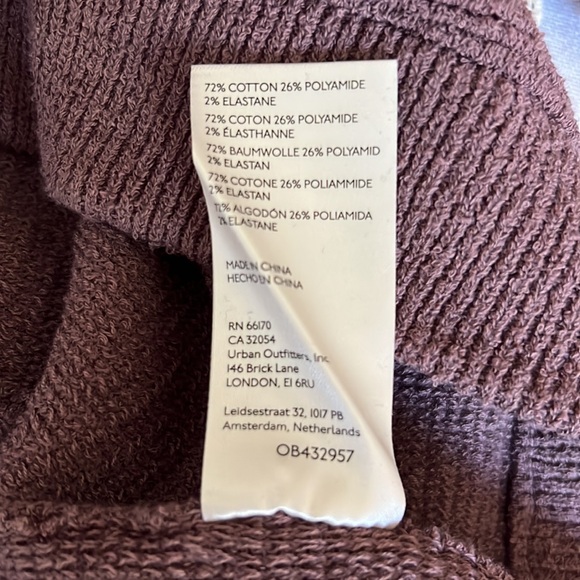 72% COTTON 26% POLYAMIDE
2% ELASTANE
72% COTON 26% POLYAMIDE
2% ÉLASTHANNE
72% BAUMWOLLE 26% POLYAMID
2% ELASTAN
72% COTONE 26% POLIAMMIDE
2% ELASTAN
72% ALGODÓN 26% POLIAMIDA
2% ELASTANE
MADE IN CHINA
HECHO EN CHINA
RN 66170
CA 32054
Urban Outfitters, Inc.
146 Brick Lane
LONDON, E1 6RU
Leidsestraat 32, 1017 PB
Amsterdam, Netherlands
OB432957